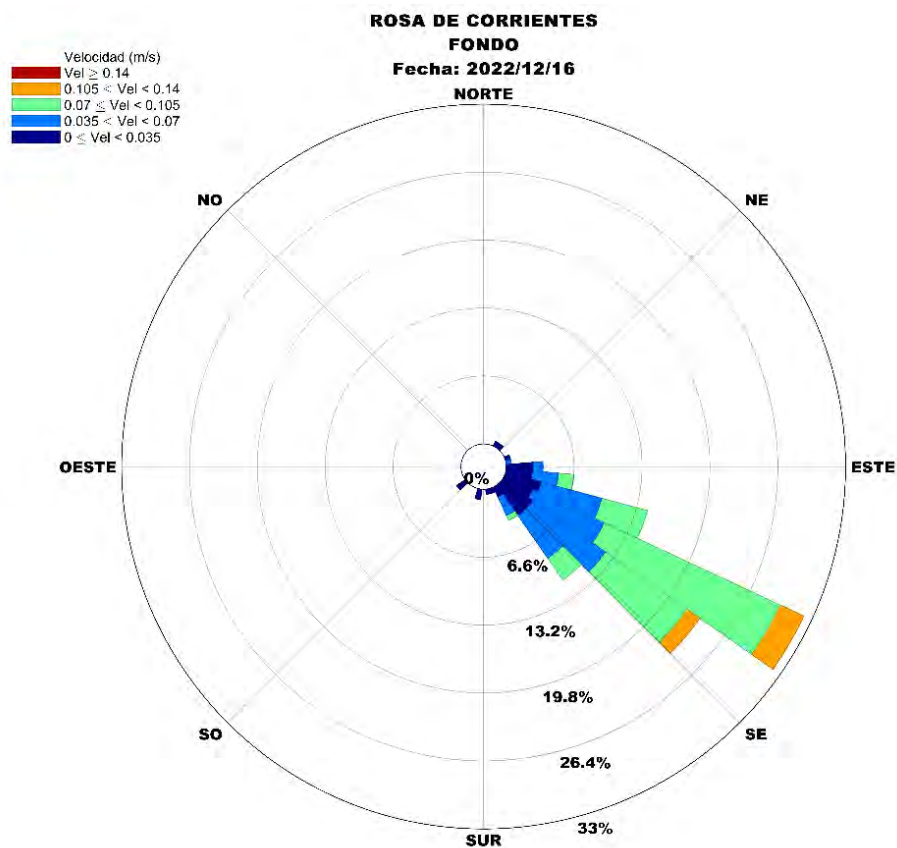 ROSA DE CORRIENTES
FONDO
Fecha: 2022/12/16
Velocidad (m/s)
Vel ≥ 0.14
0.105 < Vel < 0.14
0.07 ≤ Vel < 0.105
0.035 < Vel < 0.07
0 ≤ Vel < 0.035
NORTE
NO
NE
OESTE
0%
ESTE
6.6%
13.2%
19.8%
SO
SE
26.4%
33%
SUR